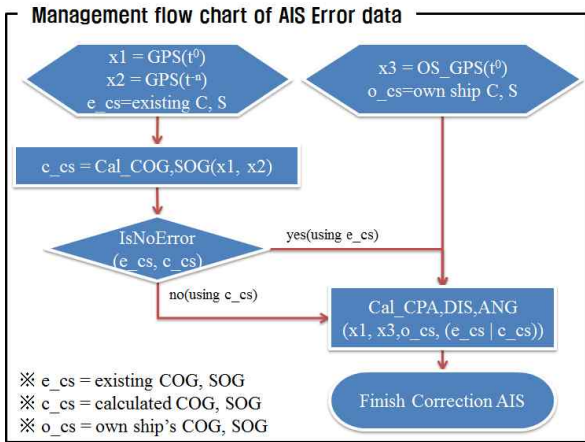 Management flow chart of AIS Error data
x1 = GPS(t⁰)
x2 = GPS(t⁻ⁿ)
e_cs=existing C, S
x3 = OS_GPS(t⁰)
o_cs=own ship C, S
c_cs = Cal_COG,SOG(x1, x2)
IsNoError
(e_cs, c_cs)
yes(using e_cs)
no(using c_cs)
Cal_CPA,DIS,ANG
(x1, x3,o_cs, (e_cs | c_cs))
Finish Correction AIS
※ e_cs = existing COG, SOG
※ c_cs = calculated COG, SOG
※ o_cs = own ship's COG, SOG